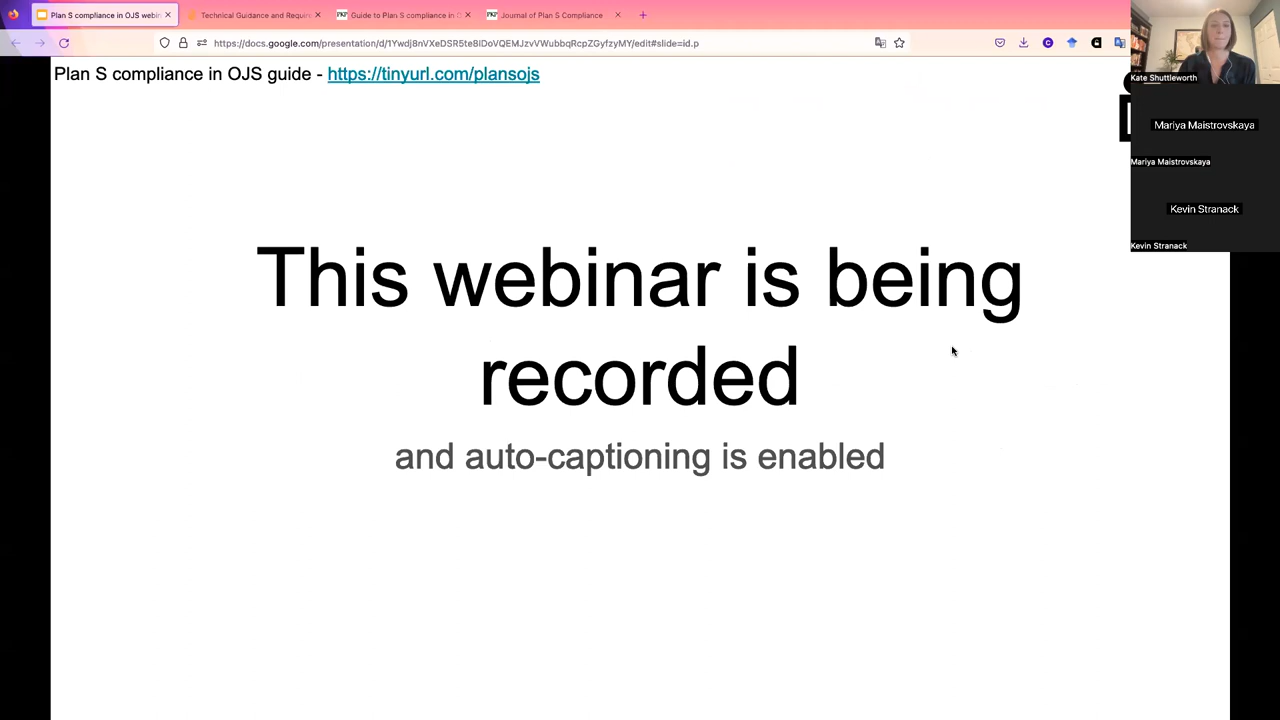 Plan S compliance in OJS webin
Technical Guidance and Requir
Guide to Plan S compliance in
Journal of Plan S Compliance
https://docs.google.com/presentation/d/1Ywdj8nVXeDSR5te8IDoVQEMJzvVWubbqRcpZGyfzyMY/edit#slide=id.p
Plan S compliance in OJS guide - https://tinyurl.com/plansojs
Kate Shuttleworth
Mariya Maistrovskaya
Mariya Maistrovskaya
Kevin Stranack
Kevin Stranack
This webinar is being
recorded
and auto-captioning is enabled